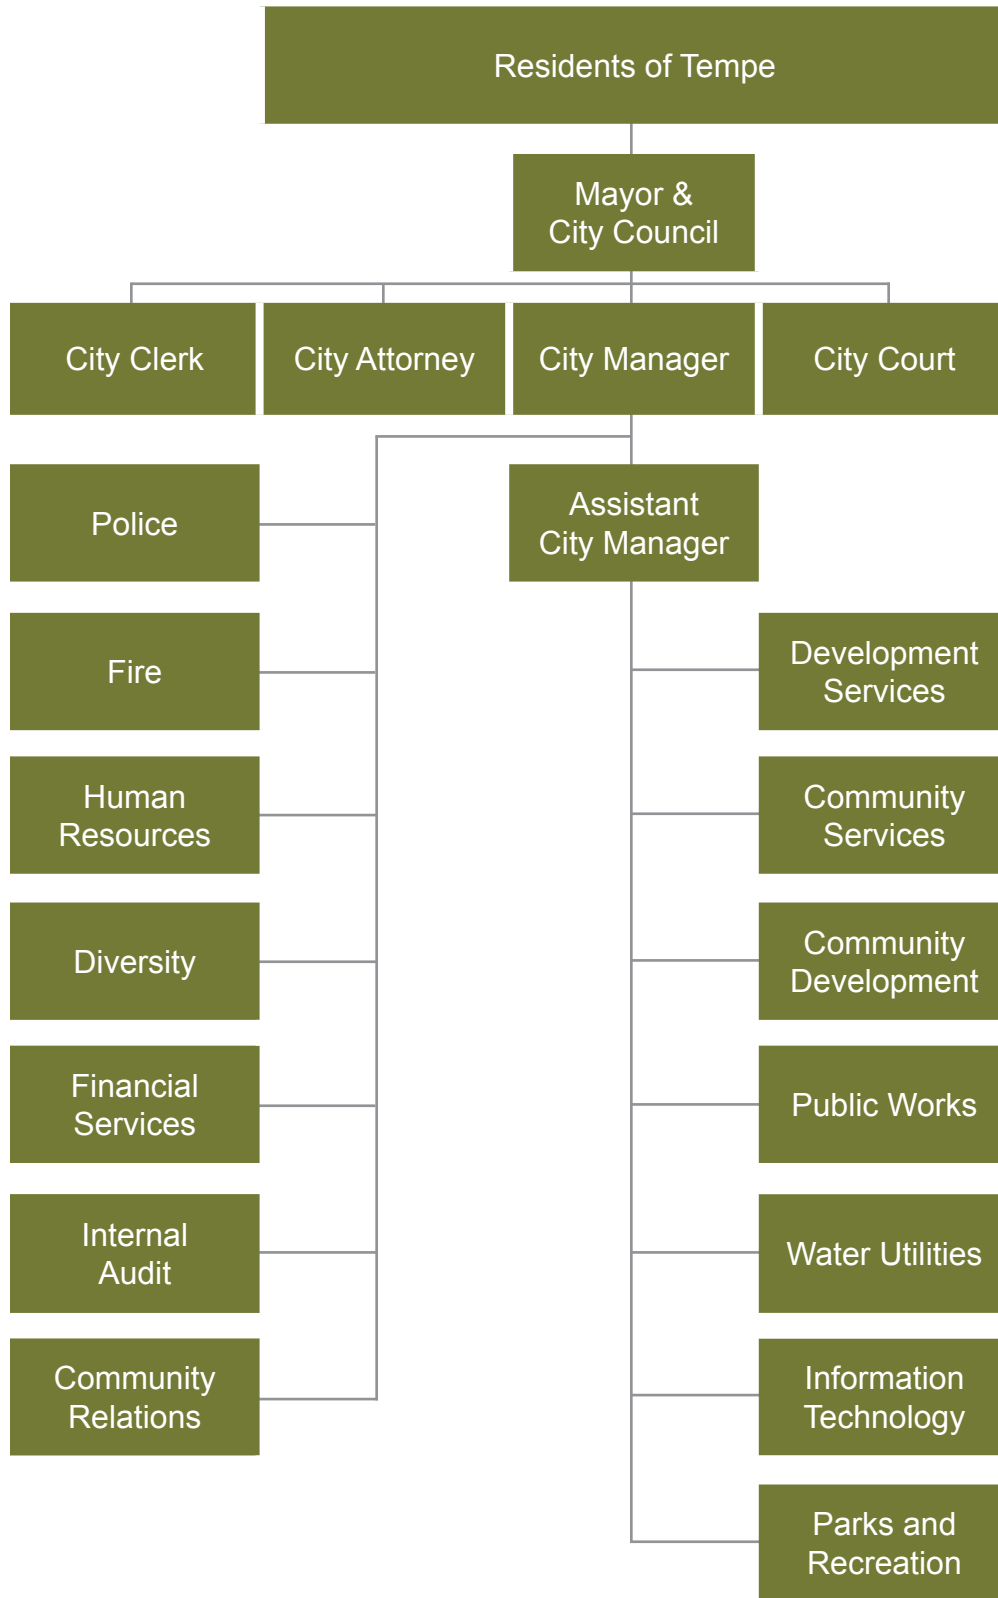 Residents of Tempe
Mayor &
City Council
City Clerk
City Attorney
City Manager
City Court
Police
Assistant
City Manager
Fire
Development
Services
Human
Resources
Community
Services
Diversity
Community
Development
Financial
Services
Public Works
Internal
Audit
Water Utilities
Community
Relations
Information
Technology
Parks and
Recreation